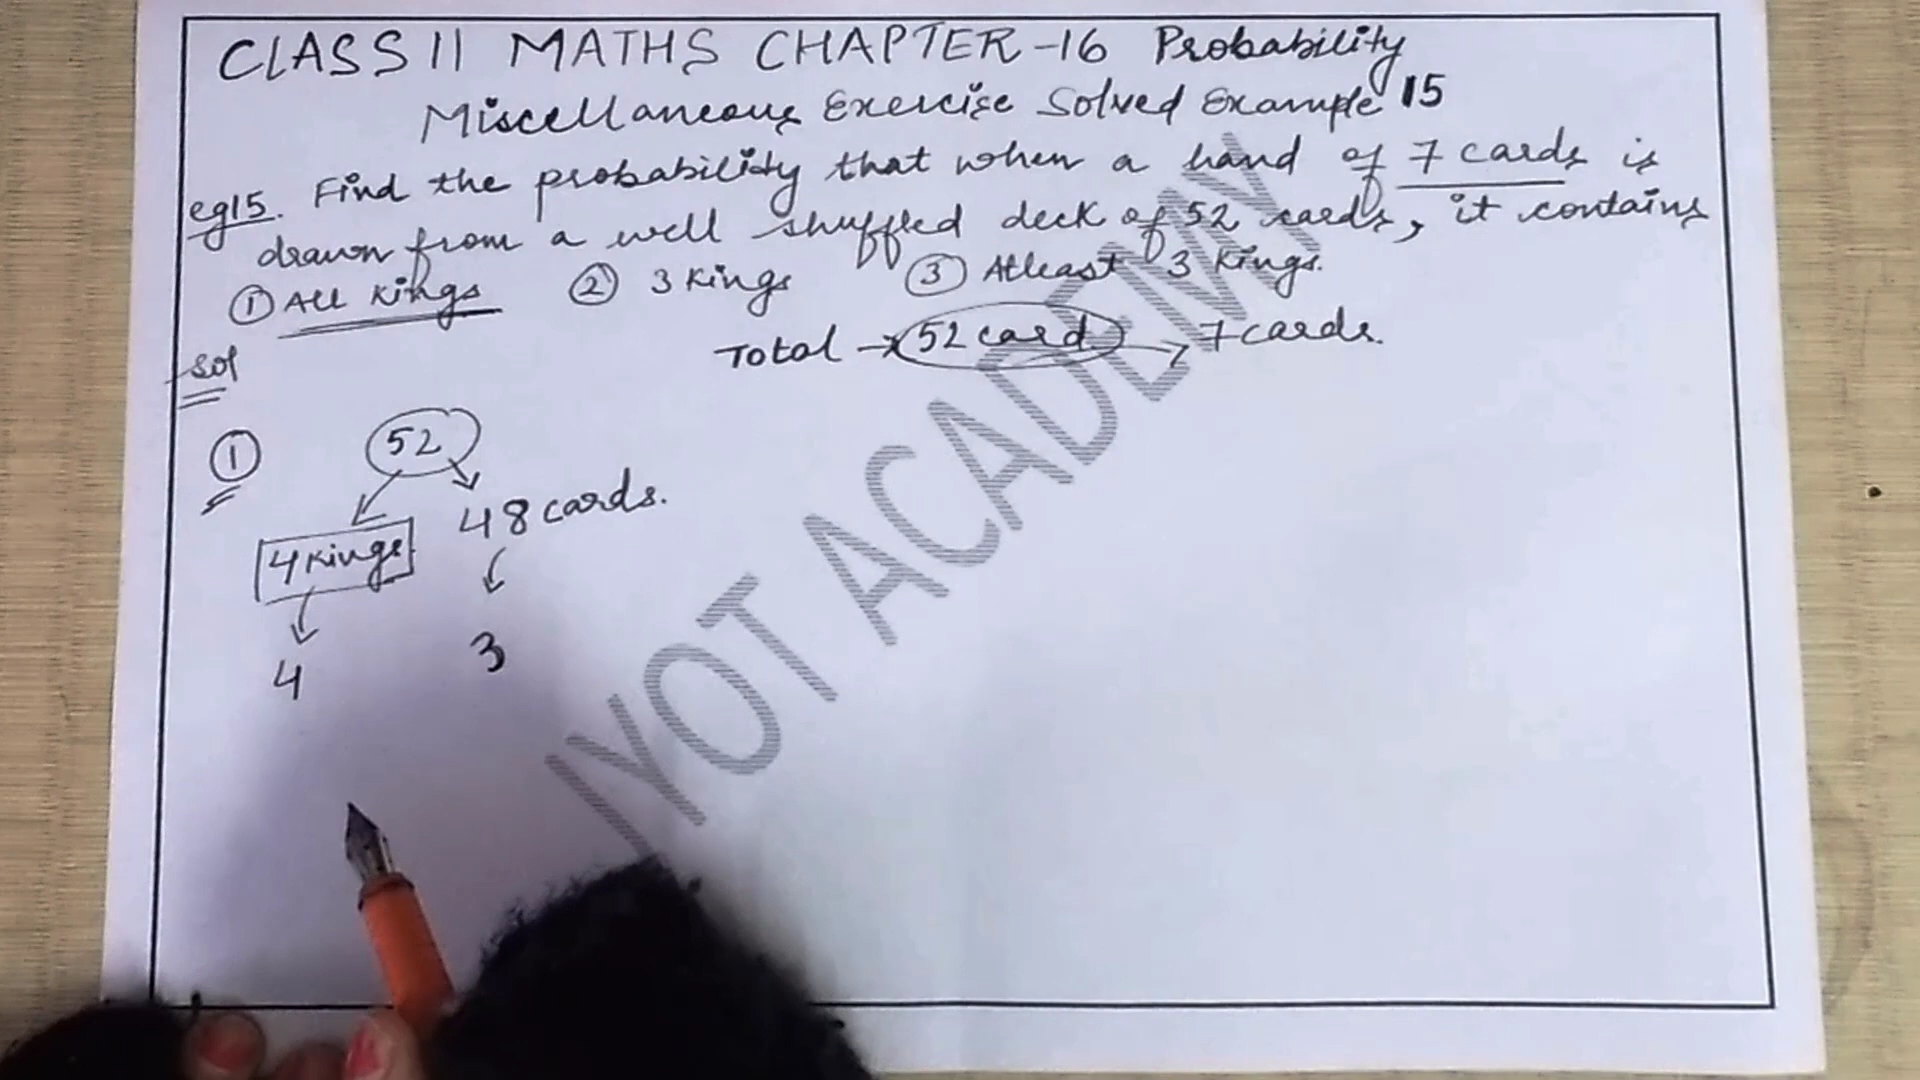 CLASS 11 MATHS CHAPTER-16 Probability
Miscellaneous Exercise Solved Example 15
eg15. Find the probability that when a hand of 7 cards is
drawn from a well shuffled deck of 52 cards, it contains
① All Kings ② 3 Kings ③ Atleast 3 Kings.
Total → 52 card → 7 cards.
Sol
① 52
4 Kings 48 cards.
4 3
JYOT ACADEMY